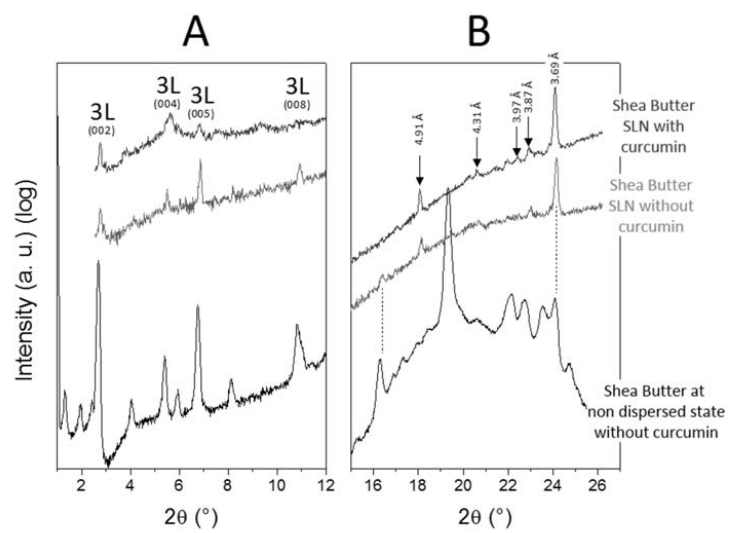 A
B
3L
(002)
3L
(004)
3L
(005)
3L
(008)
4.91 Å
4.31 Å
3.97 Å
3.87 Å
3.69 Å
Shea Butter
SLN with
curcumin
Shea Butter
SLN without
curcumin
Shea Butter at
non dispersed state
without curcumin
Intensity (a. u.) (log)
2 4 6 8 10 12
16 18 20 22 24 26
2θ (°)
2θ (°)